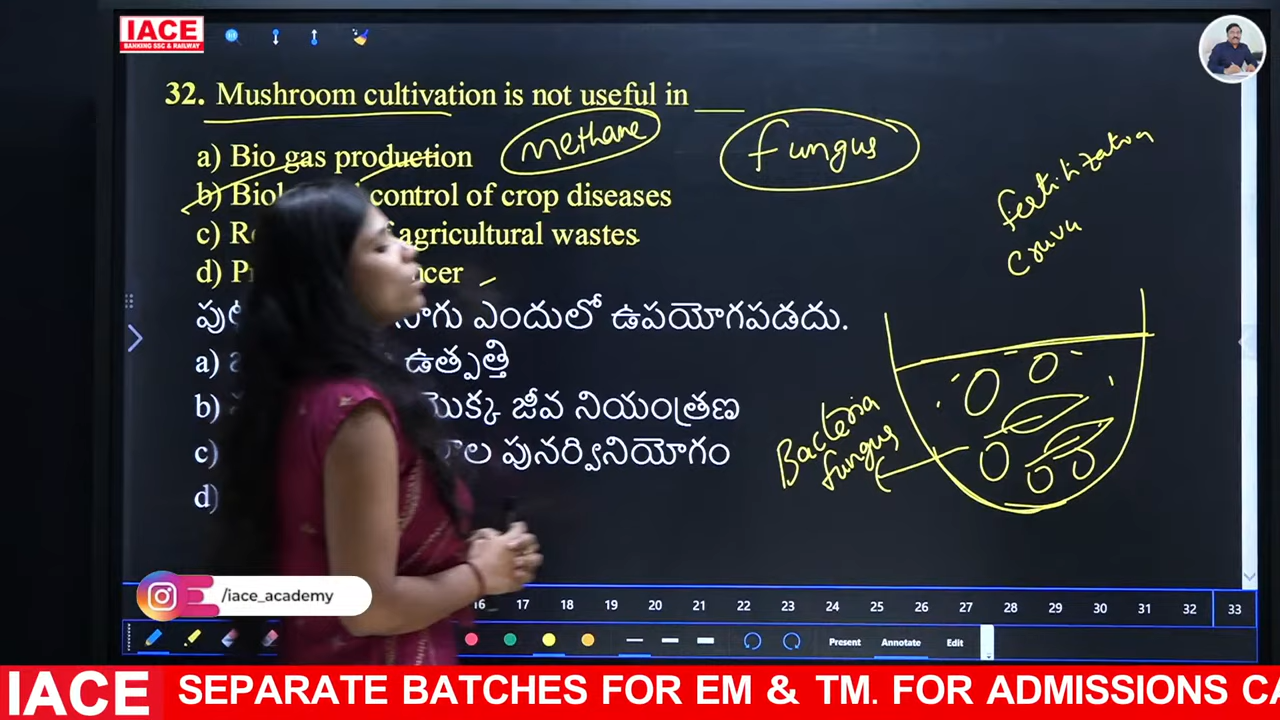 IACE
BANKING SSC & RAILWAY
32. Mushroom cultivation is not useful in ___
a) Bio gas production
methane
fungus
b) control of crop diseases
c) agricultural wastes
d)
ఎందులో ఉపయోగపడదు.
a) ఉత్పత్తి
b) యొక్క జీవ నియంత్రణ
c) పునర్వినియోగం
d)
fertilization
Bacteria
fungus
/iace_academy
16 17 18 19 20 21 22 23 24 25 26 27 28 29 30 31 32 33
Present Annotate Edit
IACE SEPARATE BATCHES FOR EM & TM. FOR ADMISSIONS